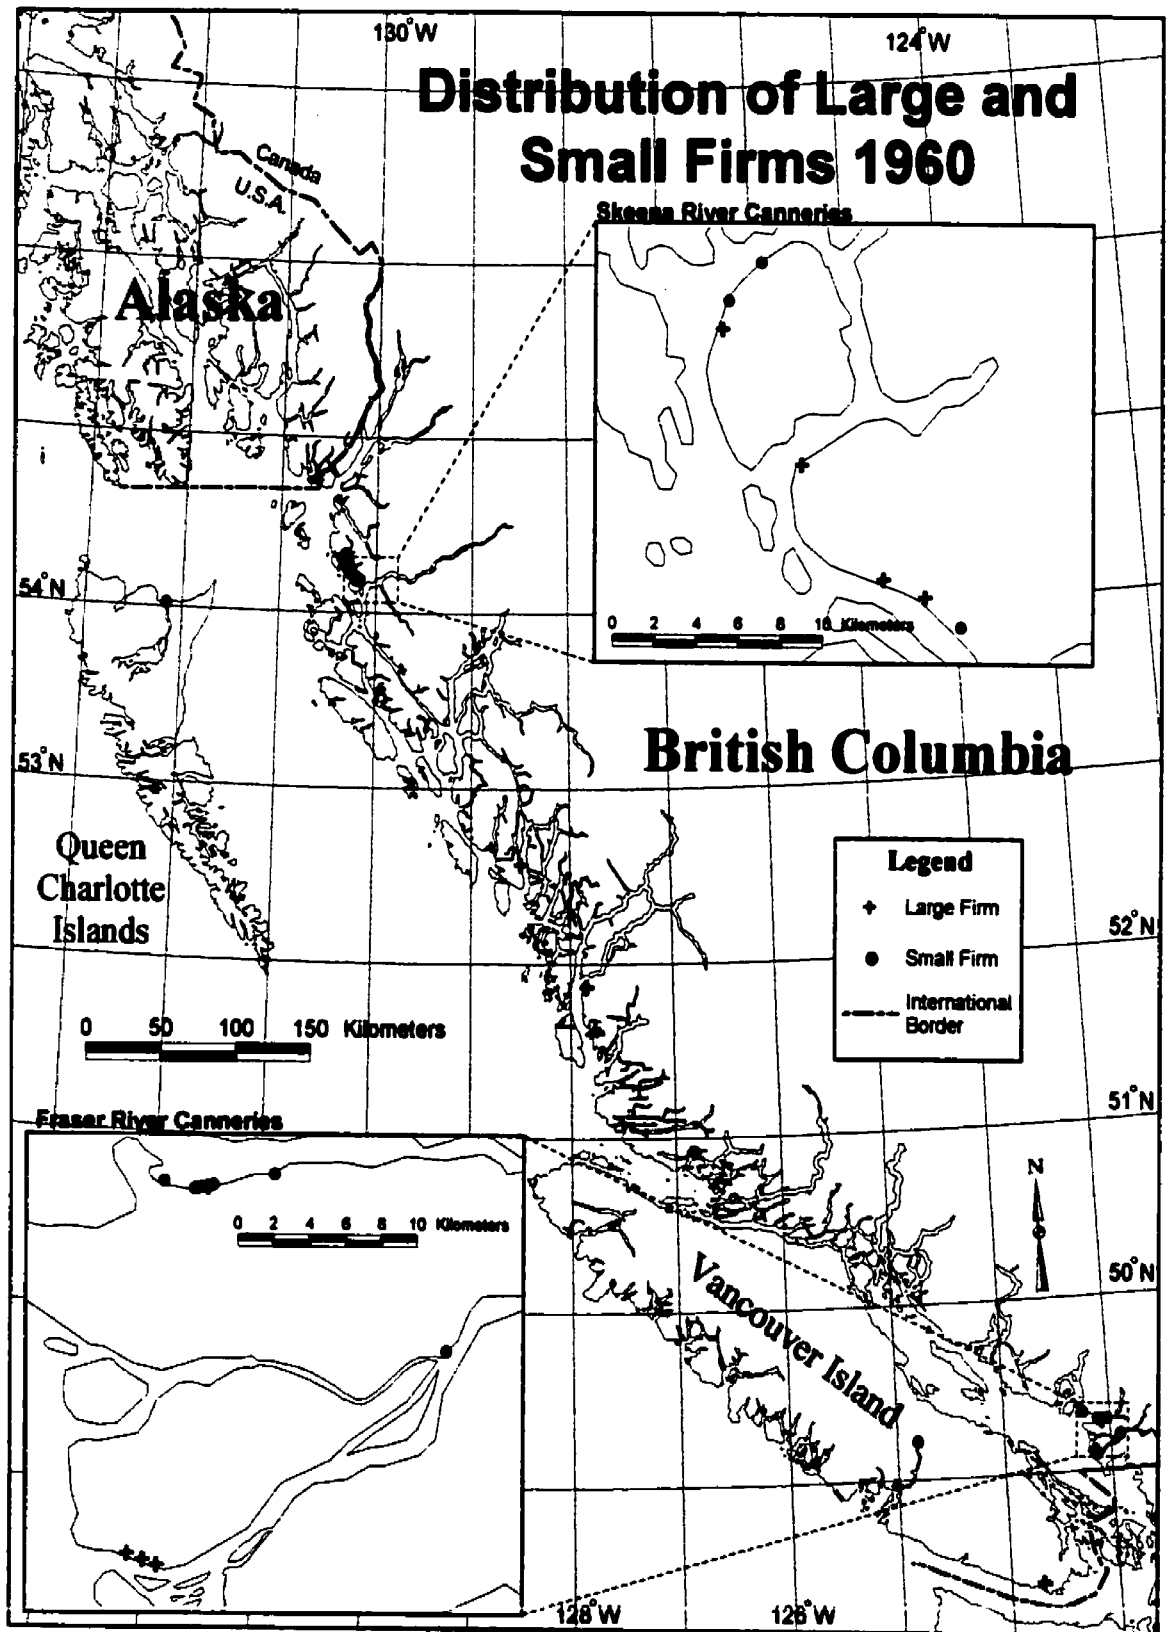 130°W
124°W
Distribution of Large and
Small Firms 1960
Canada
U.S.A.
Skeena River Canneries
Alaska
0 2 4 6 8 10 Kilometers
54°N
British Columbia
53°N
Queen
Charlotte
Islands
Legend
Large Firm
Small Firm
International
Border
52°N
0 50 100 150 Kilometers
51°N
Fraser River Canneries
N
0 2 4 6 8 10 Kilometers
50°N
Vancouver Island
128°W
126°W